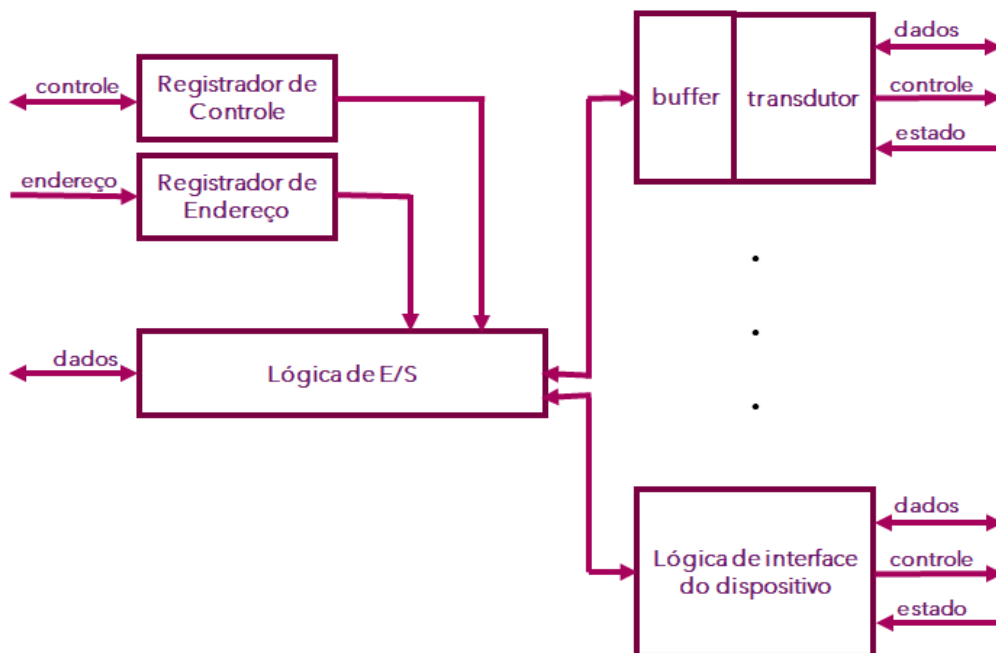 controle
Registrador de
Controle
endereço
Registrador de
Endereço
dados
Lógica de E/S
buffer
transdutor
dados
controle
estado
Lógica de interface
do dispositivo
dados
controle
estado